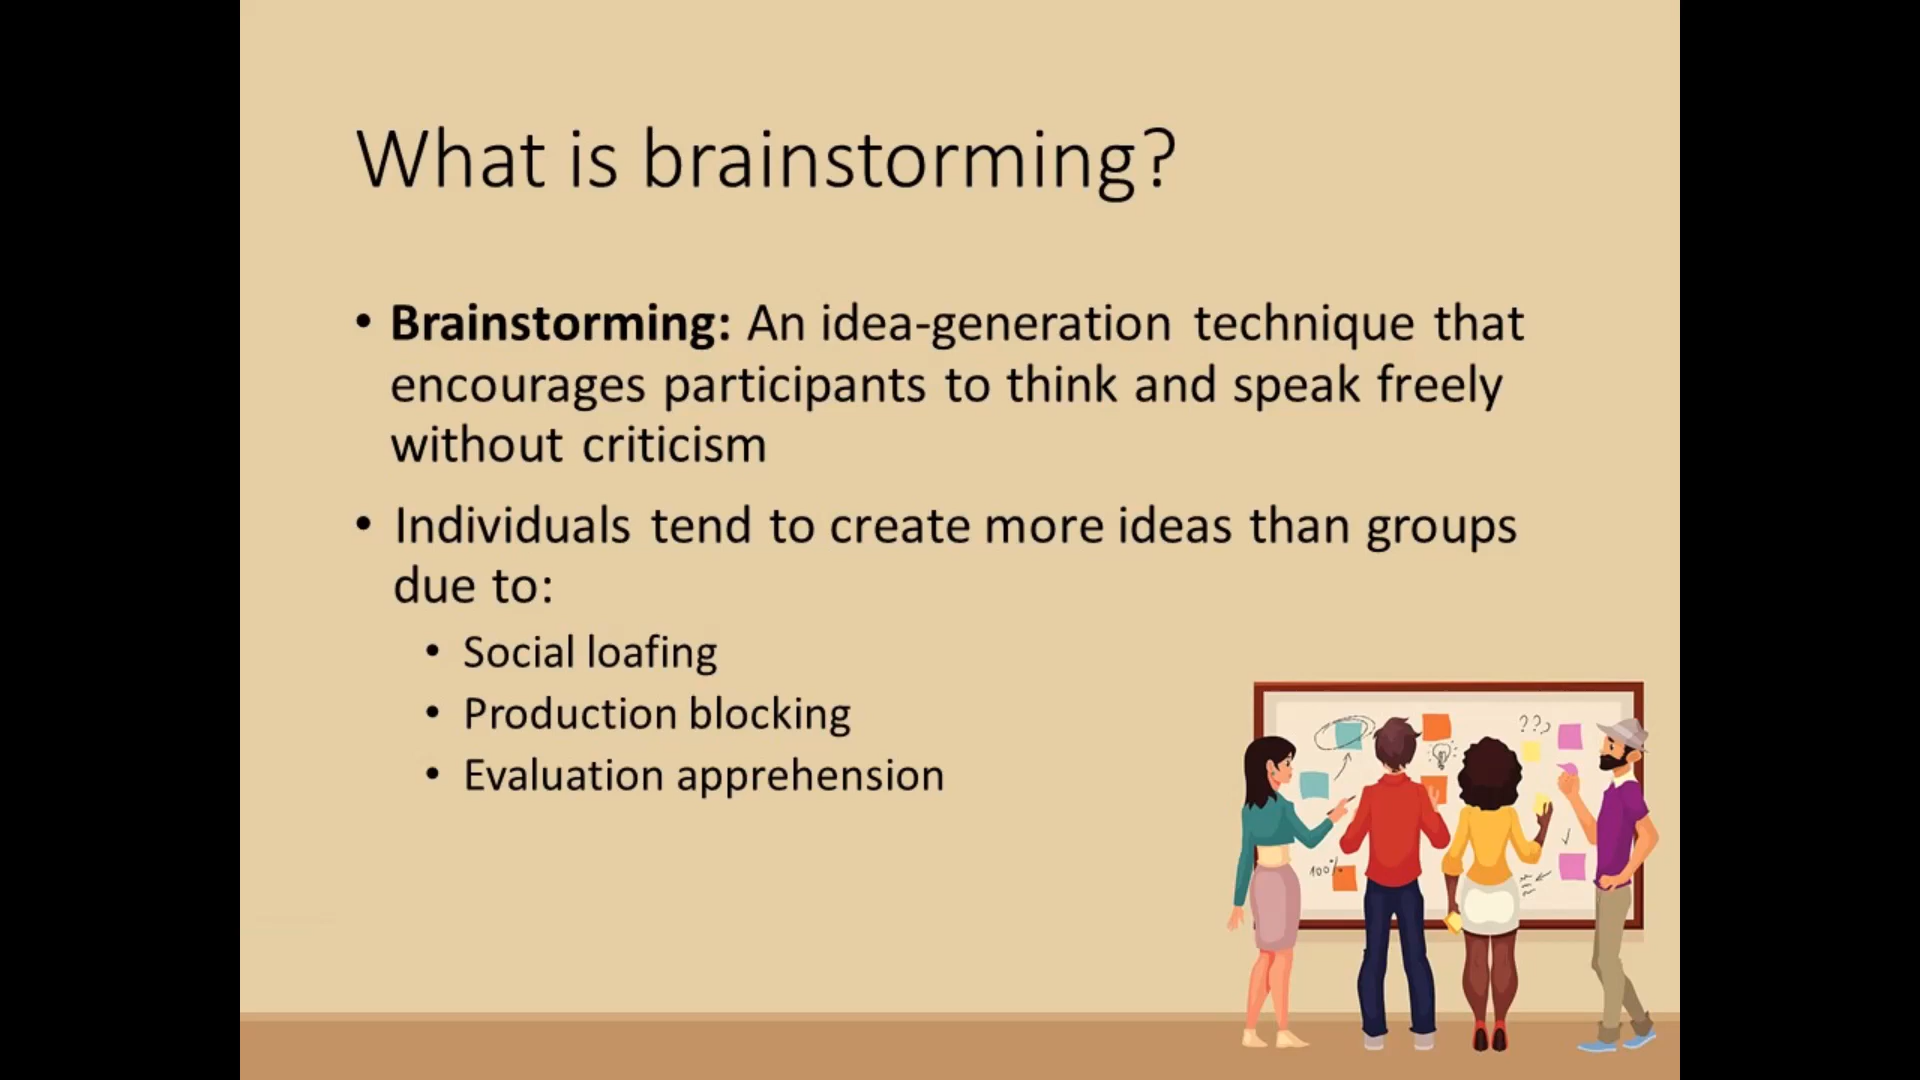 What is brainstorming?
• Brainstorming: An idea-generation technique that
encourages participants to think and speak freely
without criticism
• Individuals tend to create more ideas than groups
due to:
• Social loafing
• Production blocking
• Evaluation apprehension
???
100%